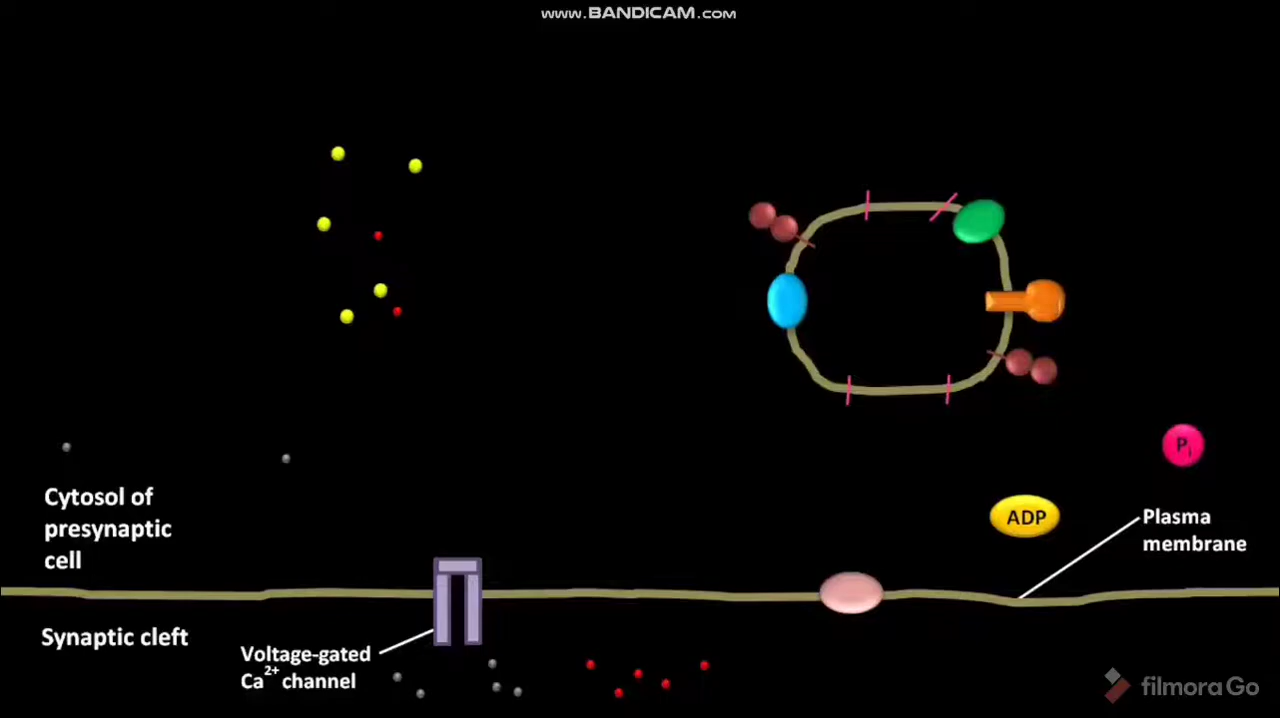 www.BANDICAM.com
Cytosol of
presynaptic
cell
Pi
ADP
Plasma
membrane
Synaptic cleft
Voltage-gated
Ca2+ channel
filmoraGo